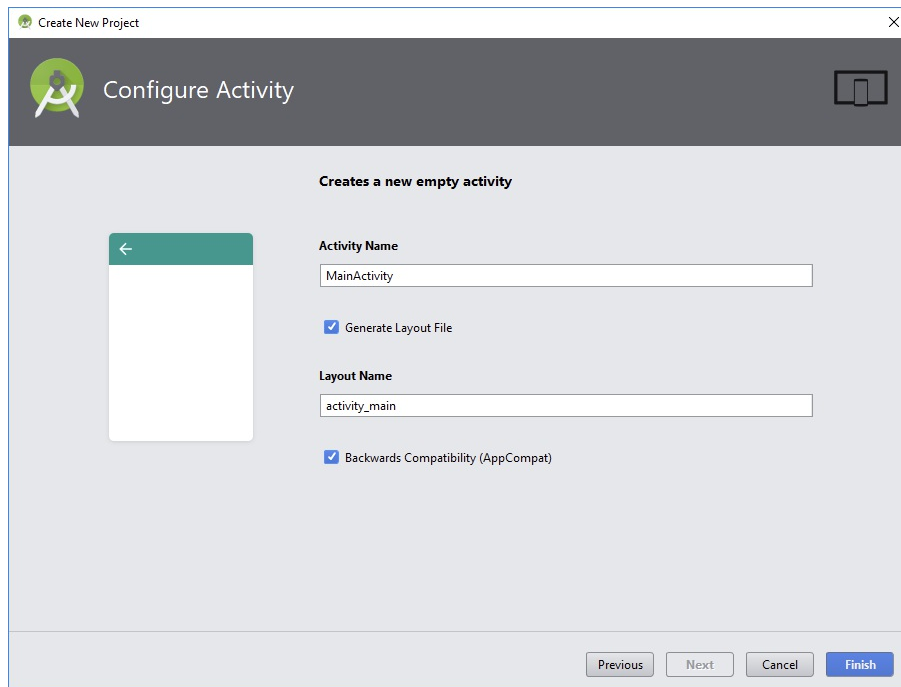 Create New Project
Configure Activity
Creates a new empty activity
Activity Name
MainActivity
Generate Layout File
Layout Name
activity_main
Backwards Compatibility (AppCompat)
Previous
Next
Cancel
Finish